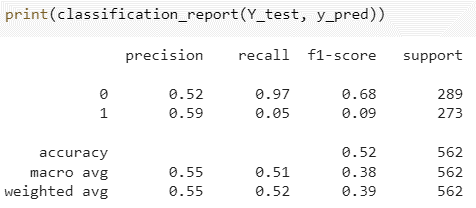 print(classification_report(Y_test, y_pred))
precision recall f1-score support
0 0.52 0.97 0.68 289
1 0.59 0.05 0.09 273
accuracy 0.52 562
macro avg 0.55 0.51 0.38 562
weighted avg 0.55 0.52 0.39 562